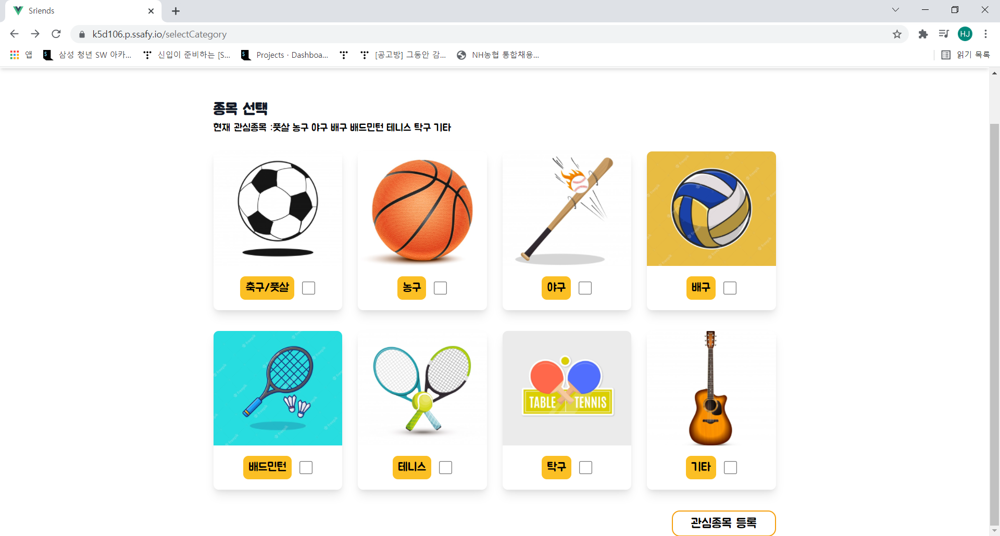 Sriends
k5d106.p.ssafy.io/selectCategory
HJ
앱 삼성 청년 SW 아카... 신입이 준비하는 [S... Projects · Dashboa... [공고방] 그동안 감... NH농협 통합채용... 읽기 목록
종목 선택
현재 관심종목 :풋살 농구 야구 배구 배드민턴 테니스 탁구 기타
축구/풋살 농구 야구 배구
TABLE TENNIS
배드민턴 테니스 탁구 기타
관심종목 등록